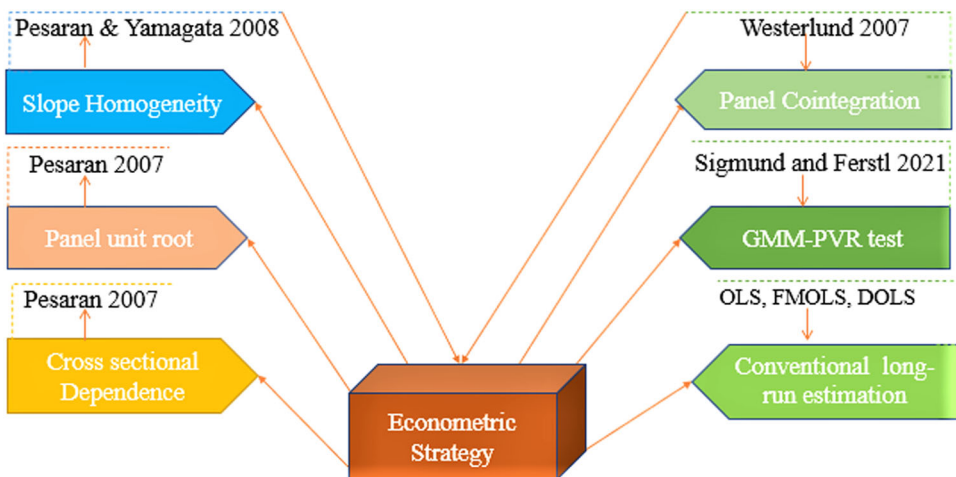 Pesaran & Yamagata 2008
Slope Homogeneity
Pesaran 2007
Panel unit root
Pesaran 2007
Cross sectional
Dependence
Econometric
Strategy
Westerlund 2007
Panel Cointegration
Sigmund and Ferstl 2021
GMM-PVR test
OLS, FMOLS, DOLS
Conventional long-
run estimation